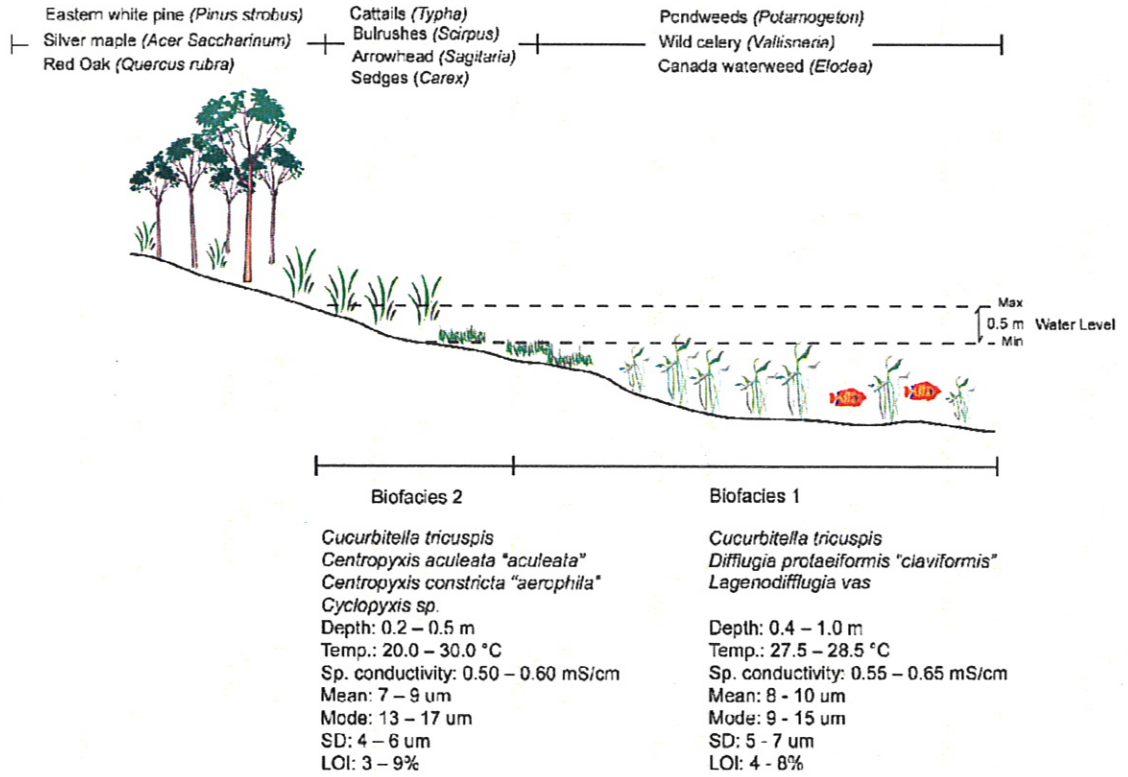 Eastern white pine (Pinus strobus)
Silver maple (Acer Saccharinum)
Red Oak (Quercus rubra)
Cattails (Typha)
Bulrushes (Scirpus)
Arrowhead (Sagitaria)
Sedges (Carex)
Pondweeds (Potamogeton)
Wild celery (Vallisneria)
Canada waterweed (Elodea)
Max
0.5 m Water Level
Min
Biofacies 2
Cucurbitella tricuspis
Centropyxis aculeata "aculeata"
Centropyxis constricta "aerophila"
Cyclopyxis sp.
Depth: 0.2 – 0.5 m
Temp.: 20.0 – 30.0 °C
Sp. conductivity: 0.50 – 0.60 mS/cm
Mean: 7 – 9 um
Mode: 13 – 17 um
SD: 4 – 6 um
LOI: 3 – 9%
Biofacies 1
Cucurbitella tricuspis
Difflugia protaeiformis "claviformis"
Lagenodifflugia vas
Depth: 0.4 – 1.0 m
Temp.: 27.5 – 28.5 °C
Sp. conductivity: 0.55 – 0.65 mS/cm
Mean: 8 - 10 um
Mode: 9 - 15 um
SD: 5 - 7 um
LOI: 4 - 8%